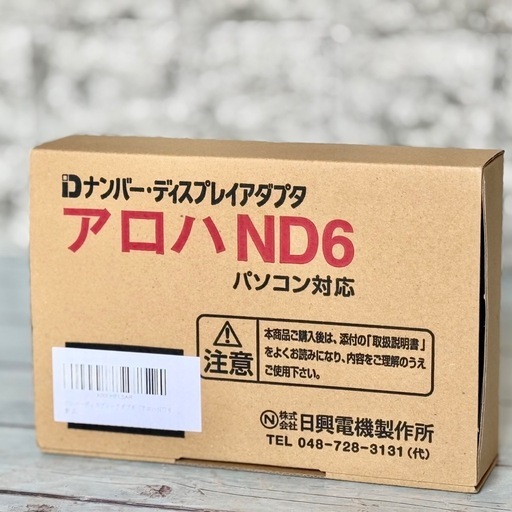 iDナンバー・ディスプレイアダプタ
アロハND6
パソコン対応
注意
本商品ご購入後は、添付の「取扱説明書」
をよくお読みになり、内容をご理解のうえ
ご使用下さい。
N株式会社日興電機製作所
TEL 048-728-3131(代)